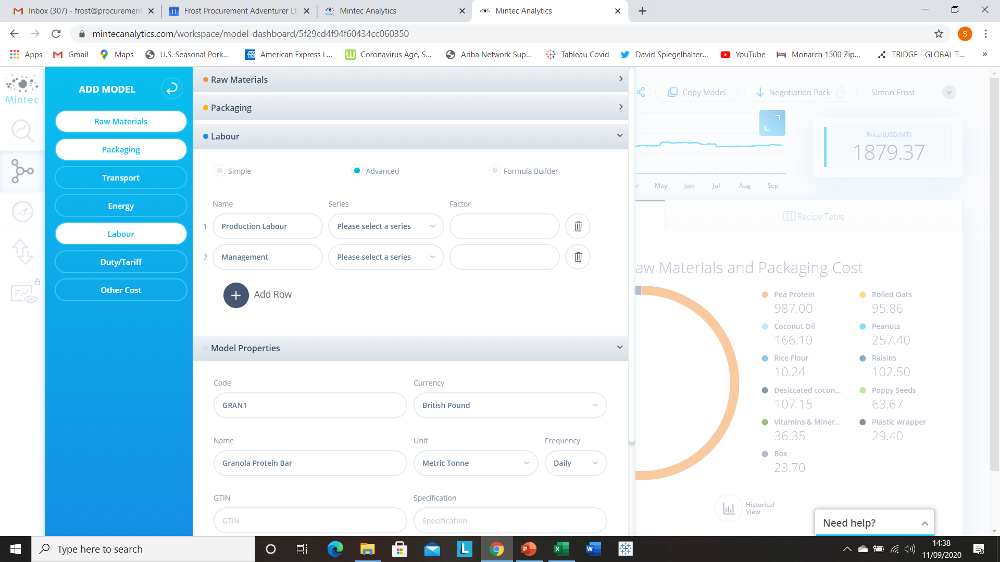 Inbox (307) - frost@procurement
Frost Procurement Adventurer Lt
Mintec Analytics
Mintec Analytics
mintecanalytics.com/workspace/model-dashboard/5f29cd4f94f60434cc060350
S
Apps
Gmail
Maps
U.S. Seasonal Pork...
American Express L...
Coronavirus Age, S...
Ariba Network Sup...
Tableau Covid
David Spiegelhalter...
YouTube
Monarch 1500 Zip...
TRIDGE - GLOBAL T...
»
Mintec
ADD MODEL
Raw Materials
Packaging
Transport
Energy
Labour
Duty/Tariff
Other Cost
Raw Materials
Packaging
Labour
Simple
Advanced
Formula Builder
Name
Series
Factor
1
Production Labour
Please select a series
2
Management
Please select a series
Add Row
Model Properties
Code
Currency
GRAN1
British Pound
Name
Unit
Frequency
Granola Protein Bar
Metric Tonne
Daily
GTIN
Specification
GTIN
Specification
Copy Model
Negotiation Pack
Simon Frost
Price (USD/MT)
1879.37
r
May
Jun
Jul
Aug
Sep
Recipe Table
aw Materials and Packaging Cost
Pea Protein
987.00
Rolled Oats
95.86
Coconut Oil
166.10
Peanuts
257.40
Rice Flour
10.24
Raisins
102.50
Desiccated cocon...
107.15
Poppy Seeds
63.67
Vitamins & Miner...
36.35
Plastic wrapper
29.40
Box
23.70
Historical
View
Need help?
Type here to search
14:38
11/09/2020